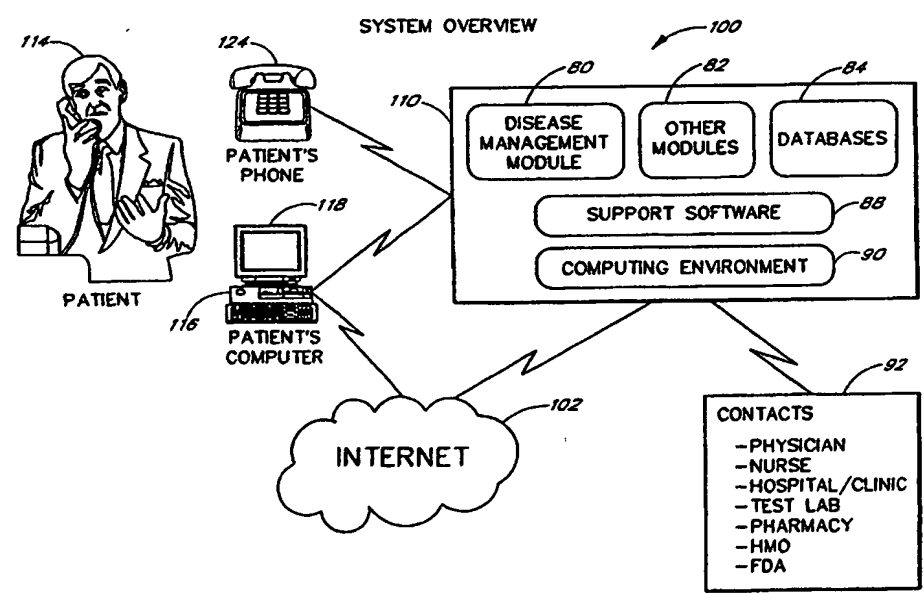 SYSTEM OVERVIEW
100
114
PATIENT
124
PATIENT'S
PHONE
118
116
PATIENT'S
COMPUTER
110
80
DISEASE
MANAGEMENT
MODULE
82
OTHER
MODULES
84
DATABASES
SUPPORT SOFTWARE
88
COMPUTING ENVIRONMENT
90
INTERNET
102
92
CONTACTS
-PHYSICIAN
-NURSE
-HOSPITAL/CLINIC
-TEST LAB
-PHARMACY
-HMO
-FDA